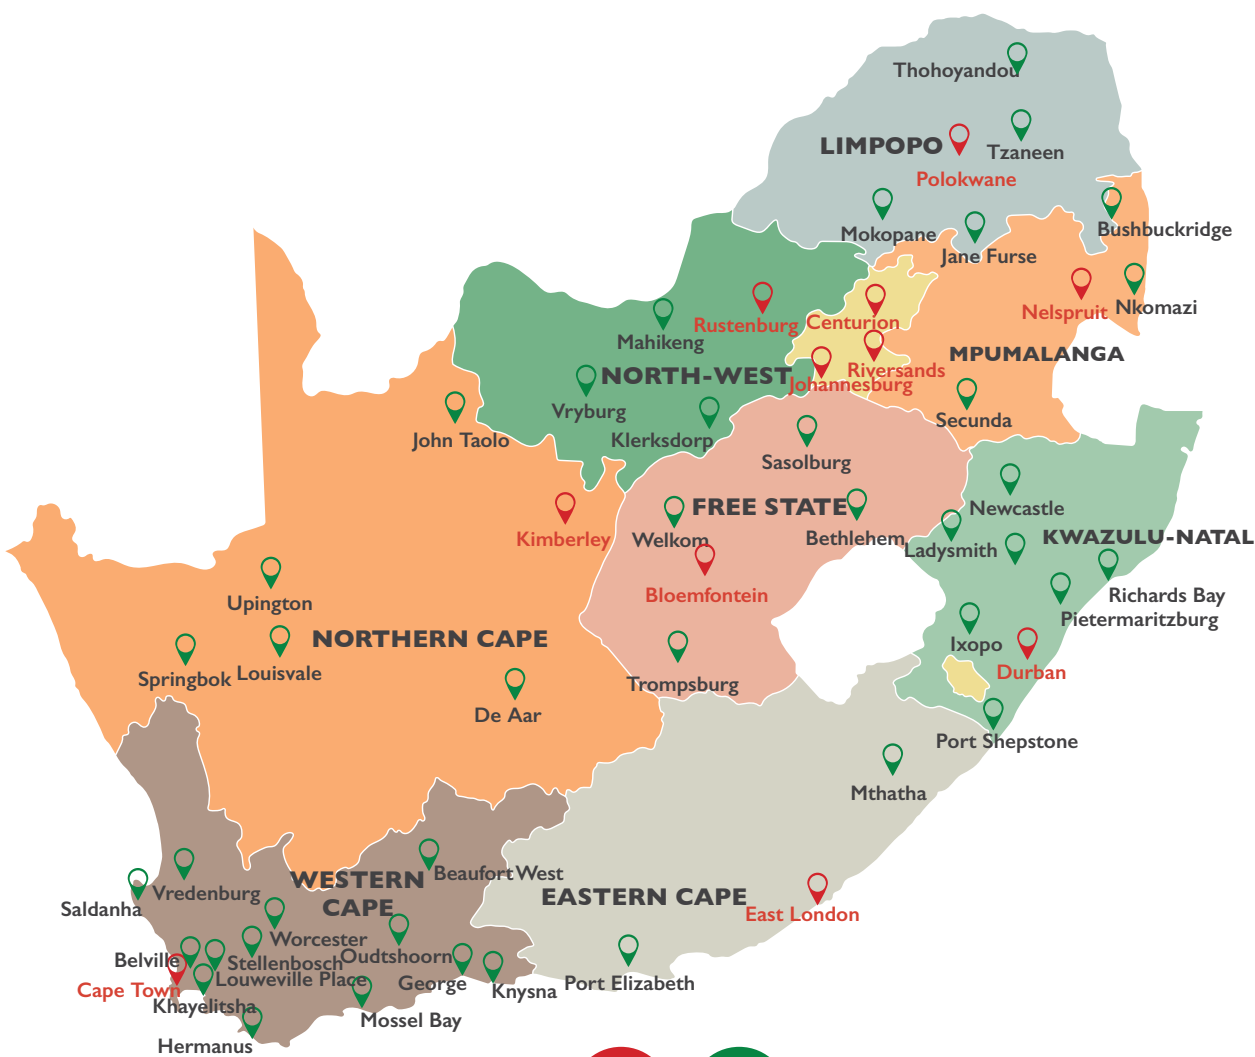 Thohoyandou
LIMPOPO
Tzaneen
Polokwane
Mokopane
Bushbuckridge
Jane Furse
Nelspruit
Nkomazi
Rustenburg
Centurion
Mahikeng
MPUMALANGA
NORTH-WEST
Riversands
Johannesburg
Vryburg
Klerksdorp
Secunda
John Taolo
Sasolburg
Newcastle
FREE STATE
Kimberley
Welkom
Bethlehem
Ladysmith
KWAZULU-NATAL
Bloemfontein
Richards Bay
Pietermaritzburg
Upington
NORTHERN CAPE
Ixopo
Springbok
Louisvale
Durban
Trompsburg
De Aar
Port Shepstone
Mthatha
Beaufort West
WESTERN
CAPE
Vredenburg
EASTERN CAPE
Saldanha
East London
Worcester
Oudtshoorn
Belville
Stellenbosch
Louweville Place
George
Port Elizabeth
Cape Town
Knysna
Khayelitsha
Mossel Bay
Hermanus